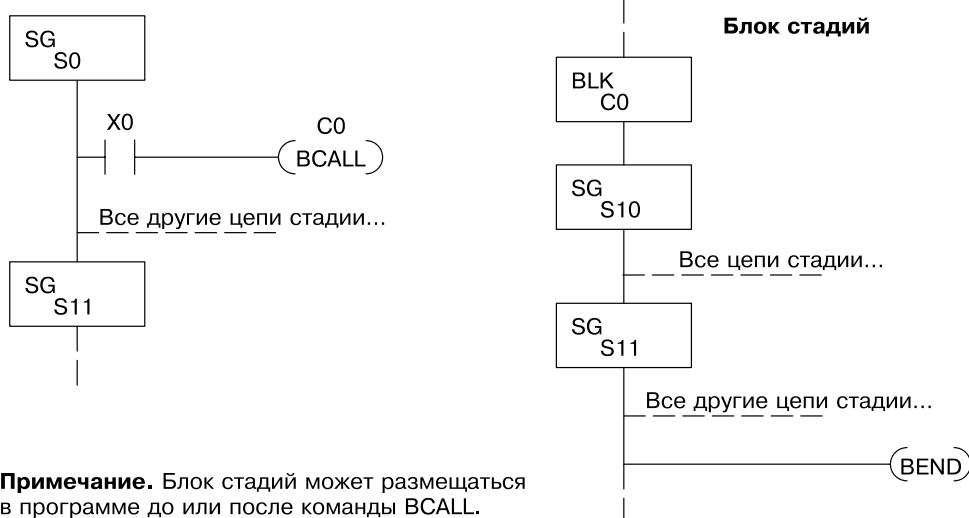 SG
S0
X0
C0
BCALL
Все другие цепи стадии...
SG
S11
Блок стадий
BLK
C0
SG
S10
Все цепи стадии...
SG
S11
Все другие цепи стадии...
BEND
Примечание. Блок стадий может размещаться
в программе до или после команды BCALL.